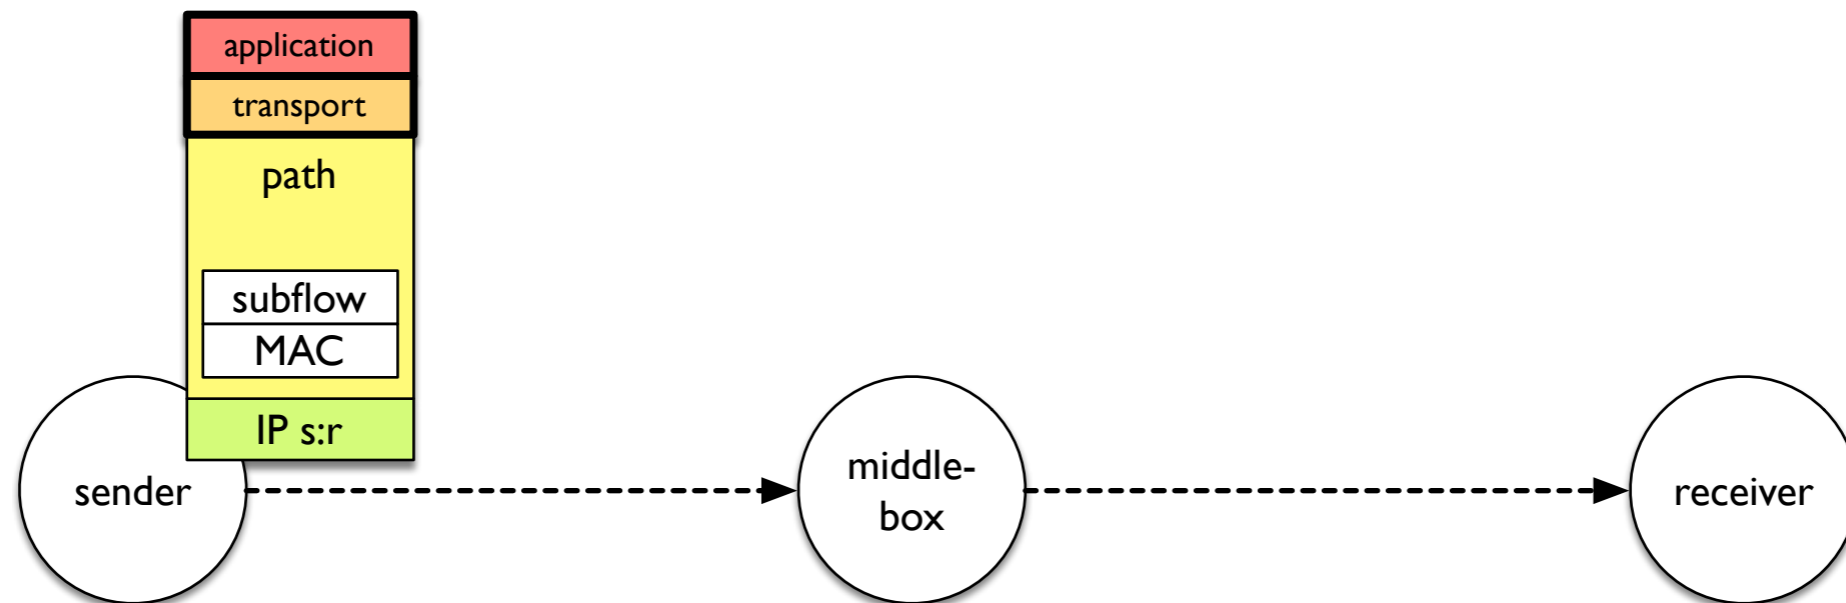 application
transport
path
subflow
MAC
IP s:r
sender
middle-
box
receiver